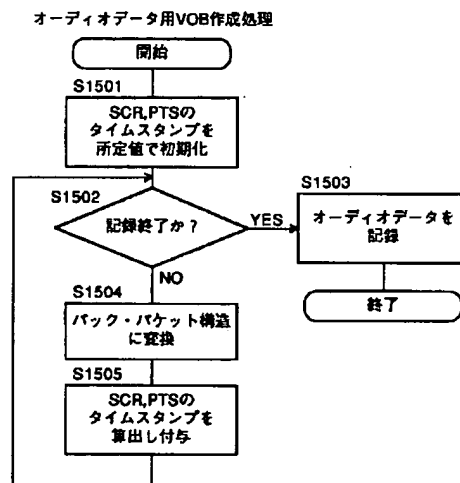 オーディオデータ用VOB作成処理
開始
S1501
SCR,PTSの
タイムスタンプを
所定値で初期化
S1502
記録終了か？
YES
S1503
オーディオデータを
記録
終了
NO
S1504
パック・パケット構造
に変換
S1505
SCR,PTSの
タイムスタンプを
算出し付与